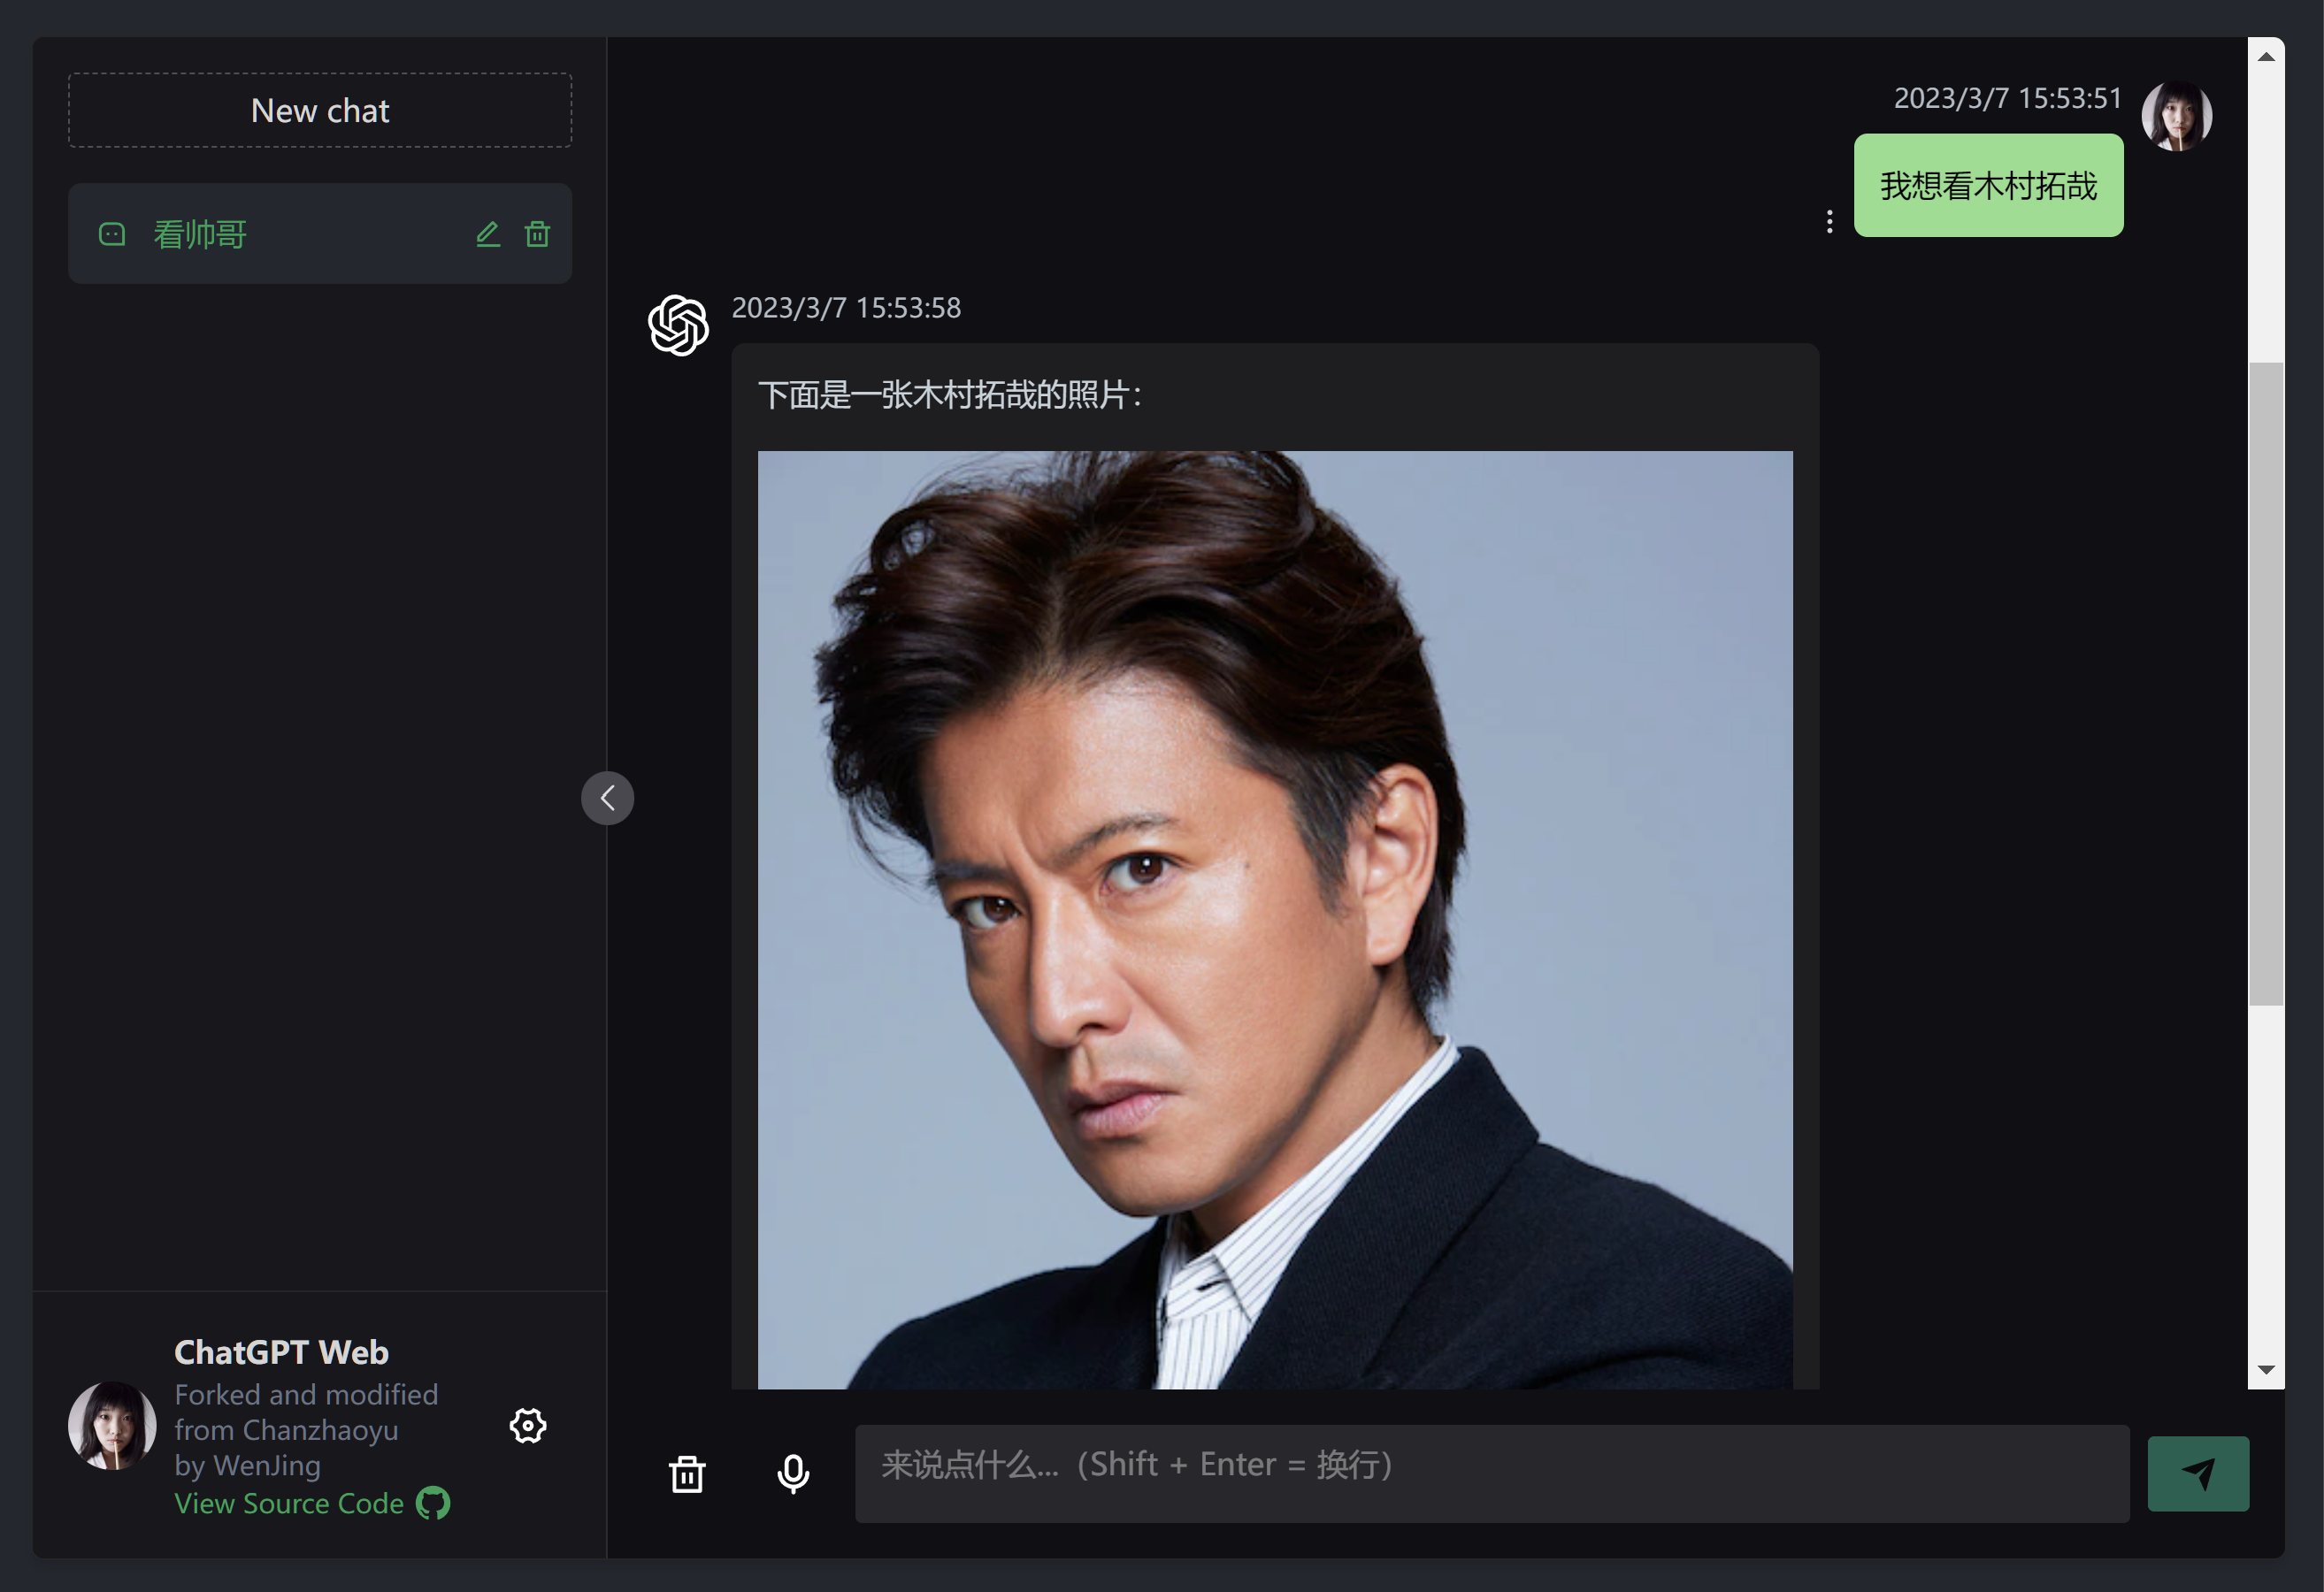 New chat
看帅哥
2023/3/7 15:53:51
我想看木村拓哉
2023/3/7 15:53:58
下面是一张木村拓哉的照片：
ChatGPT Web
Forked and modified
from Chanzhaoyu
by WenJing
View Source Code
来说点什么...（Shift + Enter = 换行）